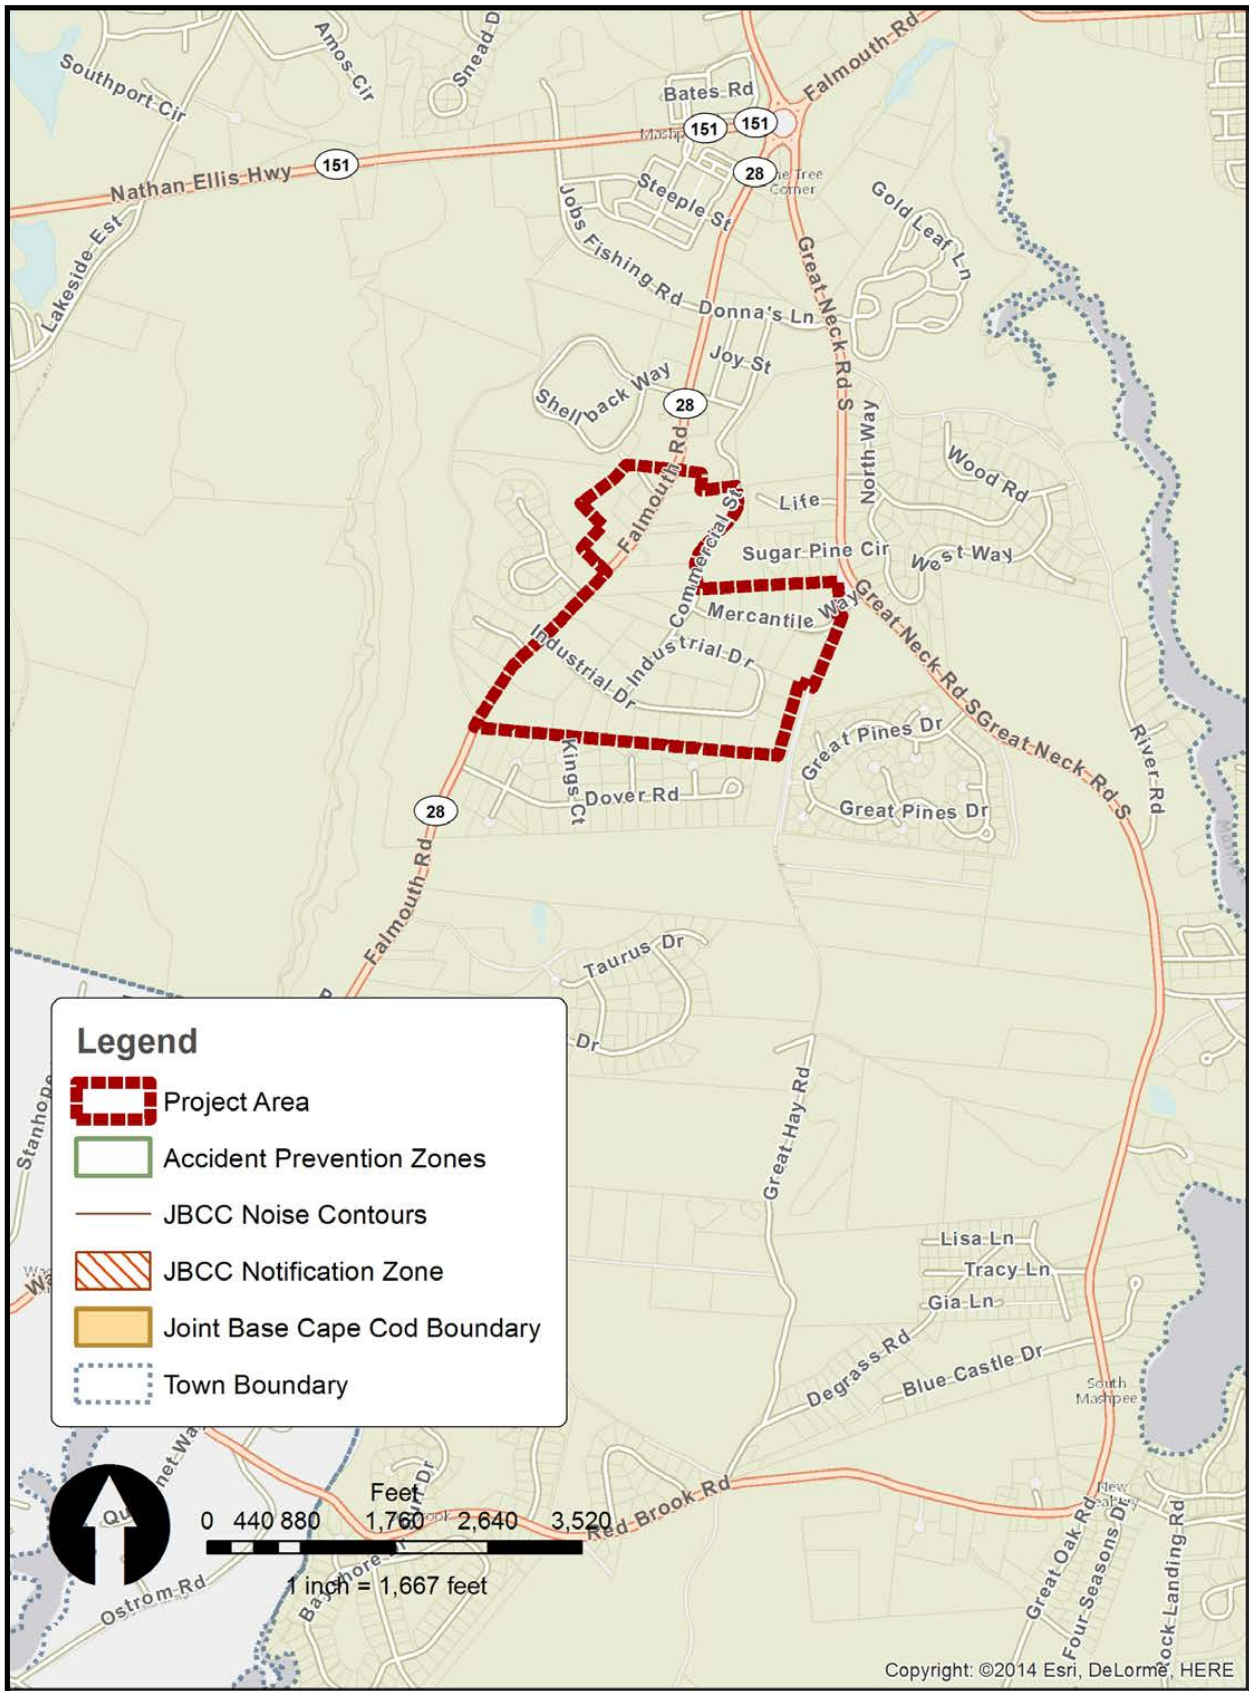 Southport Cir
Amos Cir
Snead D
Bates Rd
Falmouth Rd
151
151
151
Nathan Ellis Hwy
28
Corner
Steeple St
Gold Leaf Ln
Lakeside Est
Jobs Fishing Rd
Donna's Ln
Great Neck Rd S
Joy St
Shellback Way
28
Falmouth Rd
North Way
Wood Rd
Life
Commercial St
Sugar Pine Cir
West Way
Mercantile Way
Great Neck Rd S
Industrial Dr
Industrial Dr
Great Neck Rd S
Great Pines Dr
River Rd
Kings Ct
Dover Rd
Great Pines Dr
28
Falmouth Rd
Taurus Dr
Dr
Great Hay Rd
Stanhope
Legend
Project Area
Accident Prevention Zones
JBCC Noise Contours
JBCC Notification Zone
Joint Base Cape Cod Boundary
Town Boundary
Lisa Ln
Tracy Ln
Gia Ln
Degrass Rd
Blue Castle Dr
South
Mashpee
Feet
0 440 880 1,760 2,640 3,520
1 inch = 1,667 feet
Red Brook Rd
Ostrom Rd
New
Great Oak Rd
Four Seasons Dr
Rock Landing Rd
Copyright: ©2014 Esri, DeLorme, HERE